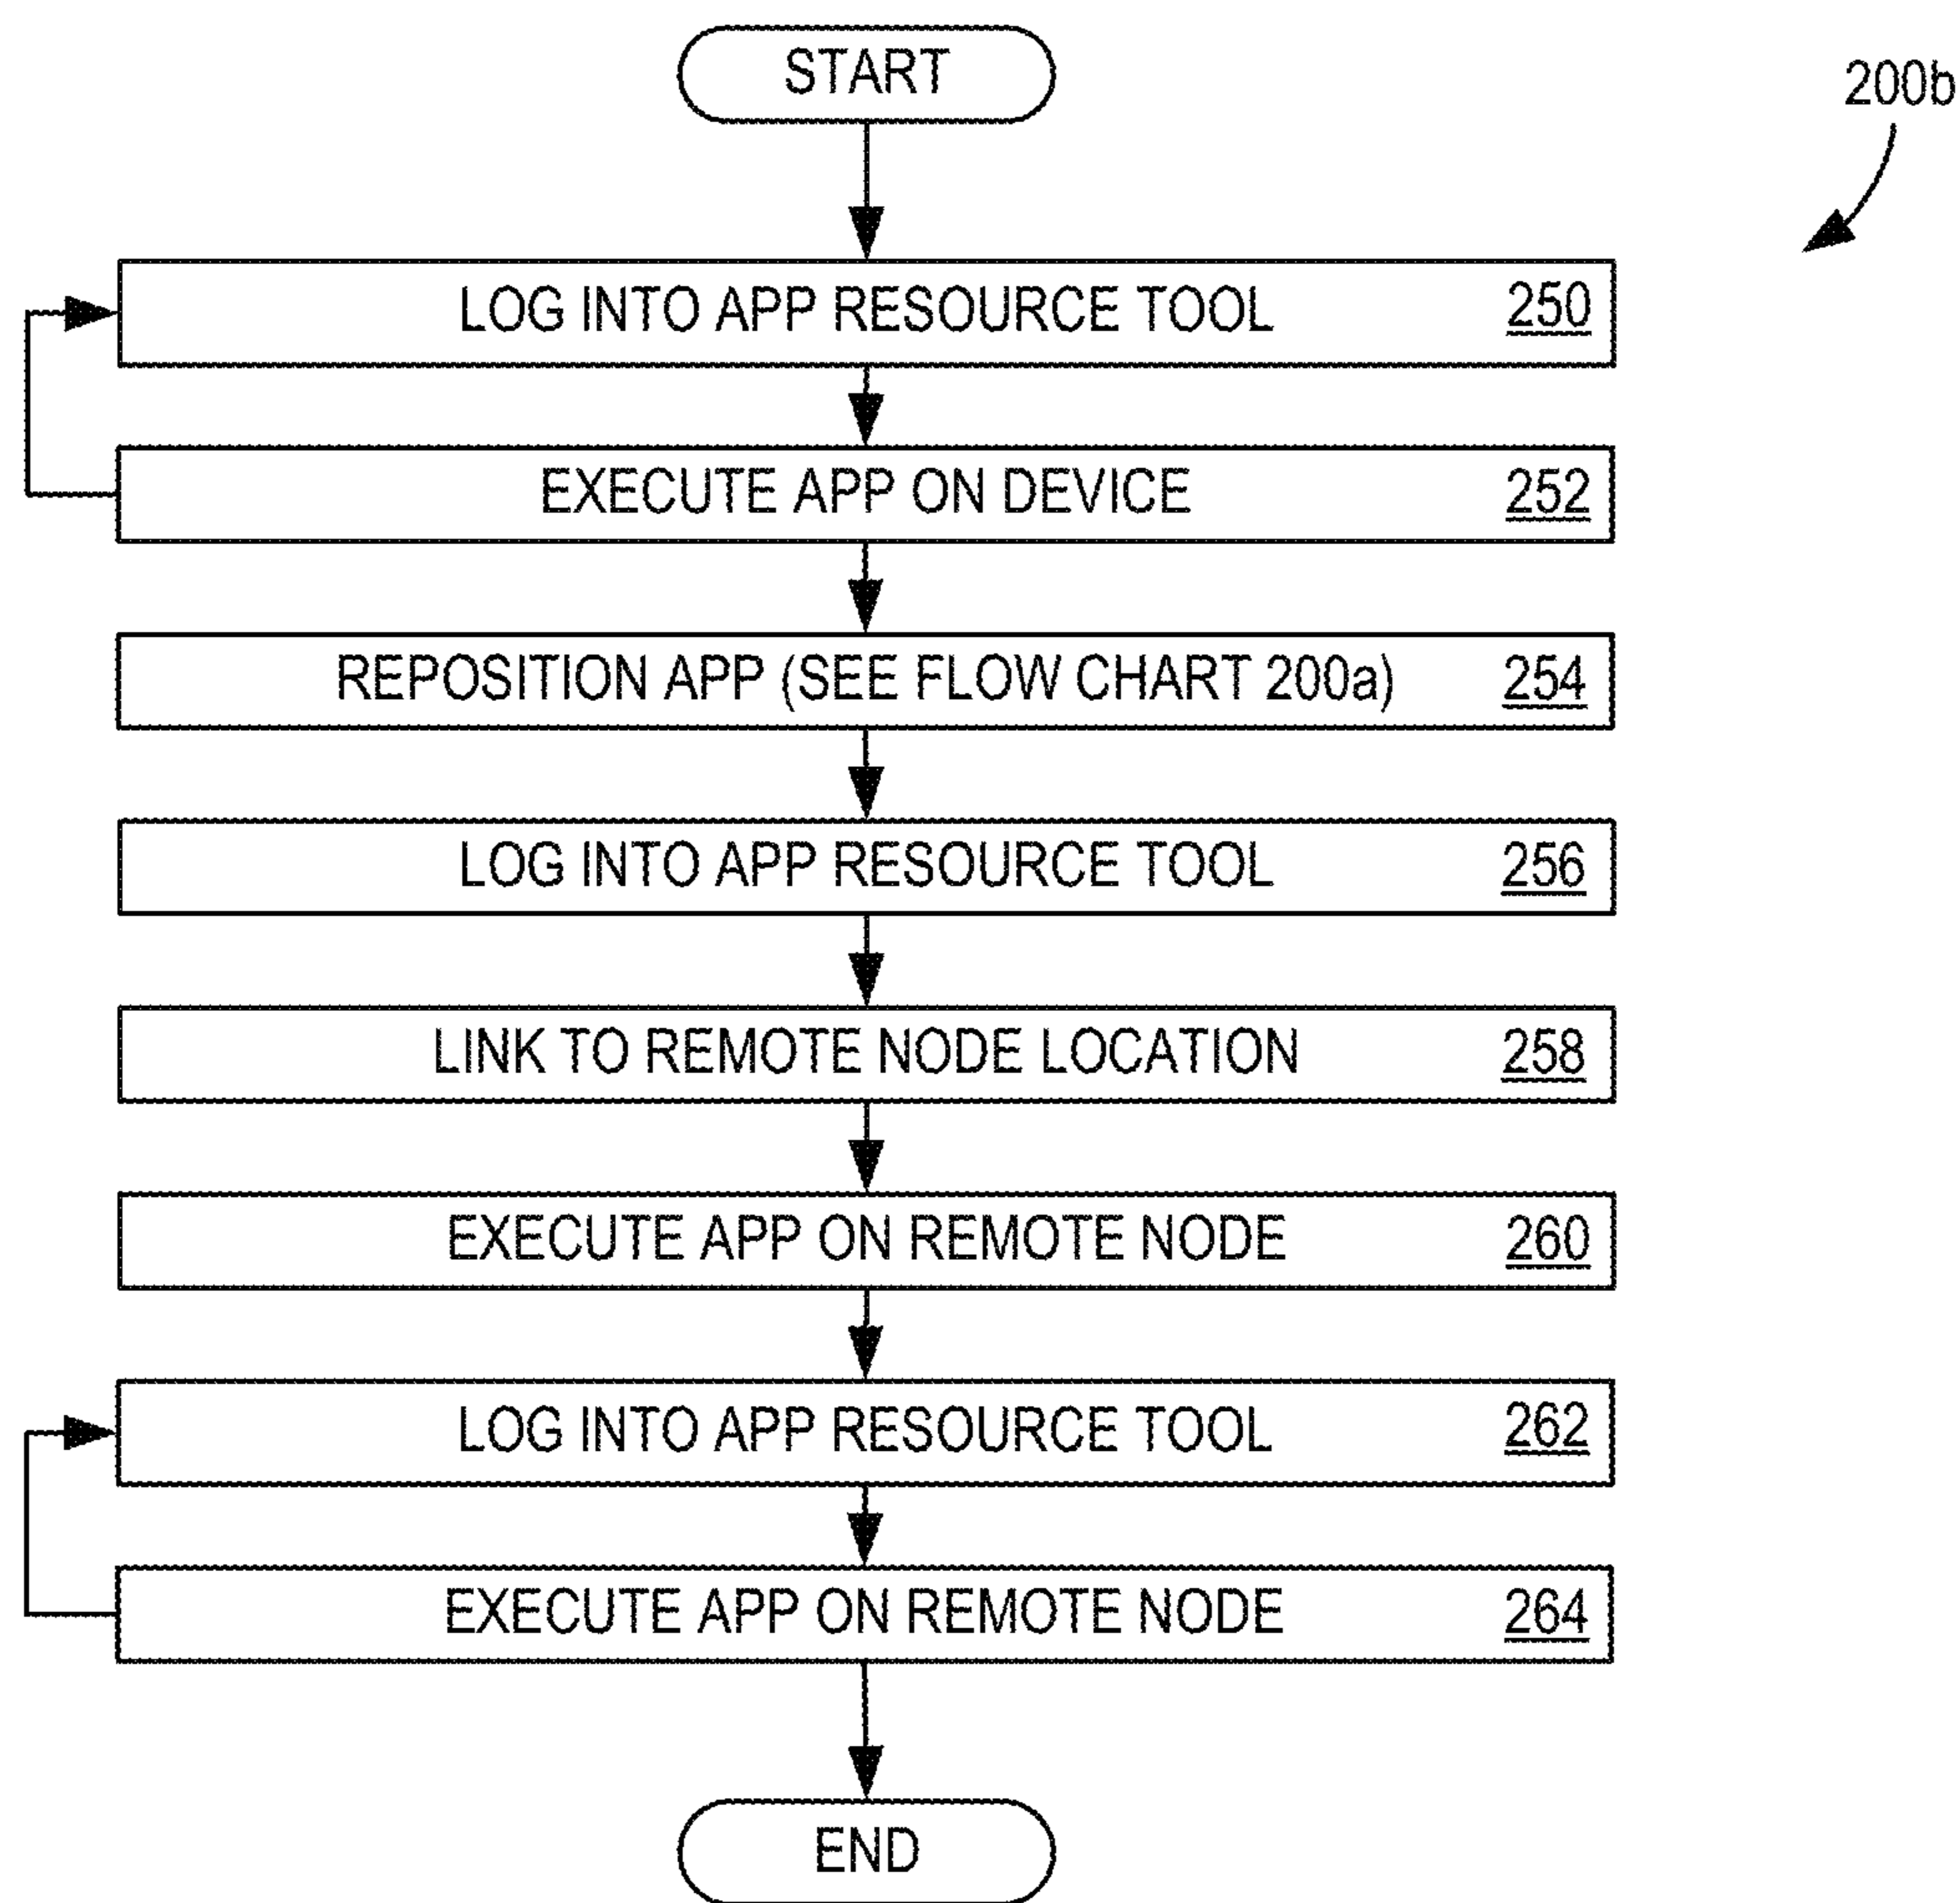 START
200b
LOG INTO APP RESOURCE TOOL 250
EXECUTE APP ON DEVICE 252
REPOSITION APP (SEE FLOW CHART 200a) 254
LOG INTO APP RESOURCE TOOL 256
LINK TO REMOTE NODE LOCATION 258
EXECUTE APP ON REMOTE NODE 260
LOG INTO APP RESOURCE TOOL 262
EXECUTE APP ON REMOTE NODE 264
END